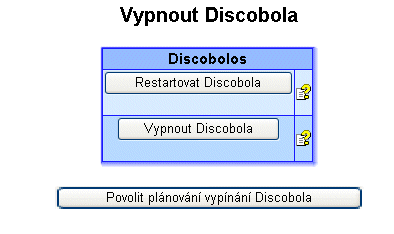 Vypnout Discobola
Discobolos
Restartovat Discobola
Vypnout Discobola
Povolit plánování vypínání Discobola